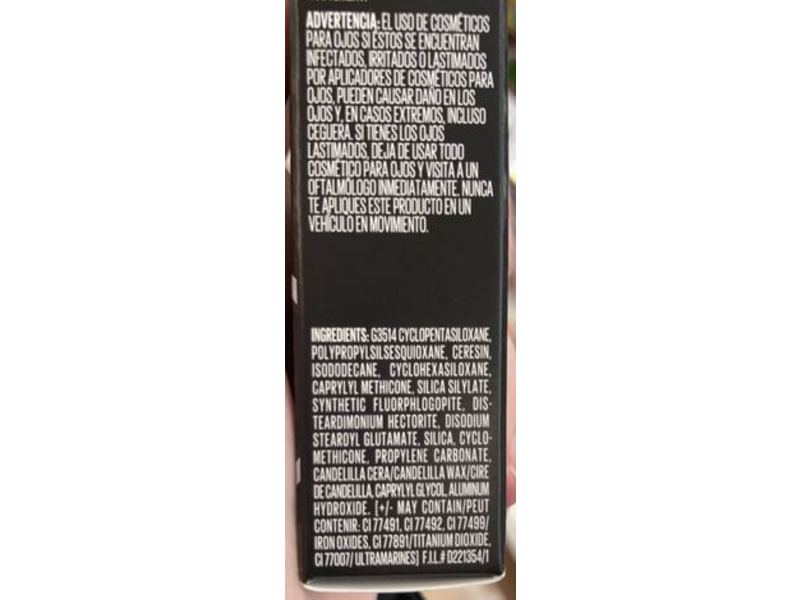 ADVERTENCIA: EL USO DE COSMÉTICOS
PARA OJOS SI ÉSTOS SE ENCUENTRAN
INFECTADOS, IRRITADOS O LASTIMADOS
POR APLICADORES DE COSMÉTICOS PARA
OJOS, PUEDEN CAUSAR DAÑO EN LOS
OJOS Y, EN CASOS EXTREMOS, INCLUSO
CEGUERA. SI TIENES LOS OJOS
LASTIMADOS, DEJA DE USAR TODO
COSMÉTICO PARA OJOS Y VISITA A UN
OFTALMÓLOGO INMEDIATAMENTE. NUNCA
TE APLIQUES ESTE PRODUCTO EN UN
VEHÍCULO EN MOVIMIENTO.
INGREDIENTS: G3514 CYCLOPENTASILOXANE,
POLYPROPYLSILSESQUIOXANE, CERESIN,
ISODODECANE, CYCLOHEXASILOXANE,
CAPRYLYL METHICONE, SILICA SILYLATE,
SYNTHETIC FLUORPHLOGOPITE, DIS-
TEARDIMONIUM HECTORITE, DISODIUM
STEAROYL GLUTAMATE, SILICA, CYCLO-
METHICONE, PROPYLENE CARBONATE,
CANDELILLA CERA/CANDELILLA WAX/CIRE
DE CANDELILLA, CAPRYLYL GLYCOL, ALUMINUM
HYDROXIDE. [+/- MAY CONTAIN/PEUT
CONTENIR: CI 77491, CI 77492, CI 77499/
IRON OXIDES, CI 77891/TITANIUM DIOXIDE,
CI 77007/ ULTRAMARINES] F.I.L.# D221354/1